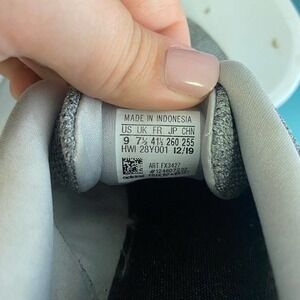 MADE IN INDONESIA
US UK FR JP CHN
9 7½ 41⅓ 260 255
HWI 28Y001 12/19
ART FX3427
adidas